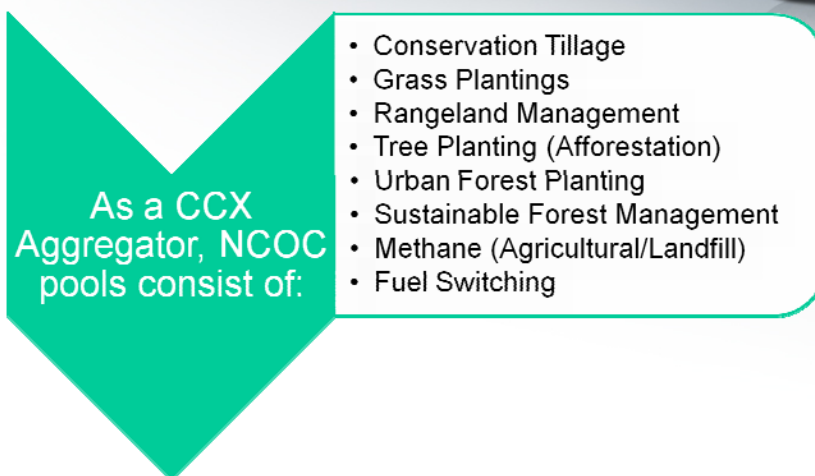 As a CCX
Aggregator, NCOC
pools consist of:
• Conservation Tillage
• Grass Plantings
• Rangeland Management
• Tree Planting (Afforestation)
• Urban Forest Planting
• Sustainable Forest Management
• Methane (Agricultural/Landfill)
• Fuel Switching